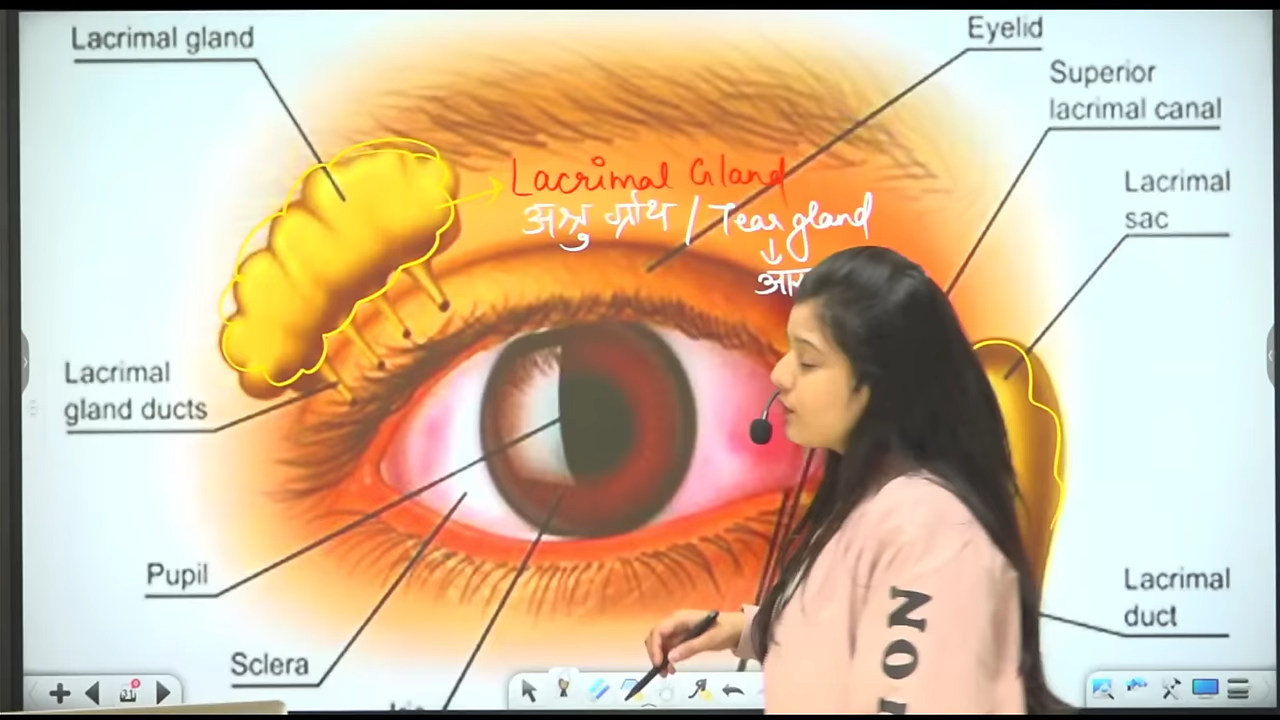 Lacrimal gland
Eyelid
Superior
lacrimal canal
Lacrimal
sac
Lacrimal Gland
अश्रु ग्रंथि / Tear gland
Lacrimal
gland ducts
Pupil
Sclera
Lacrimal
duct
31